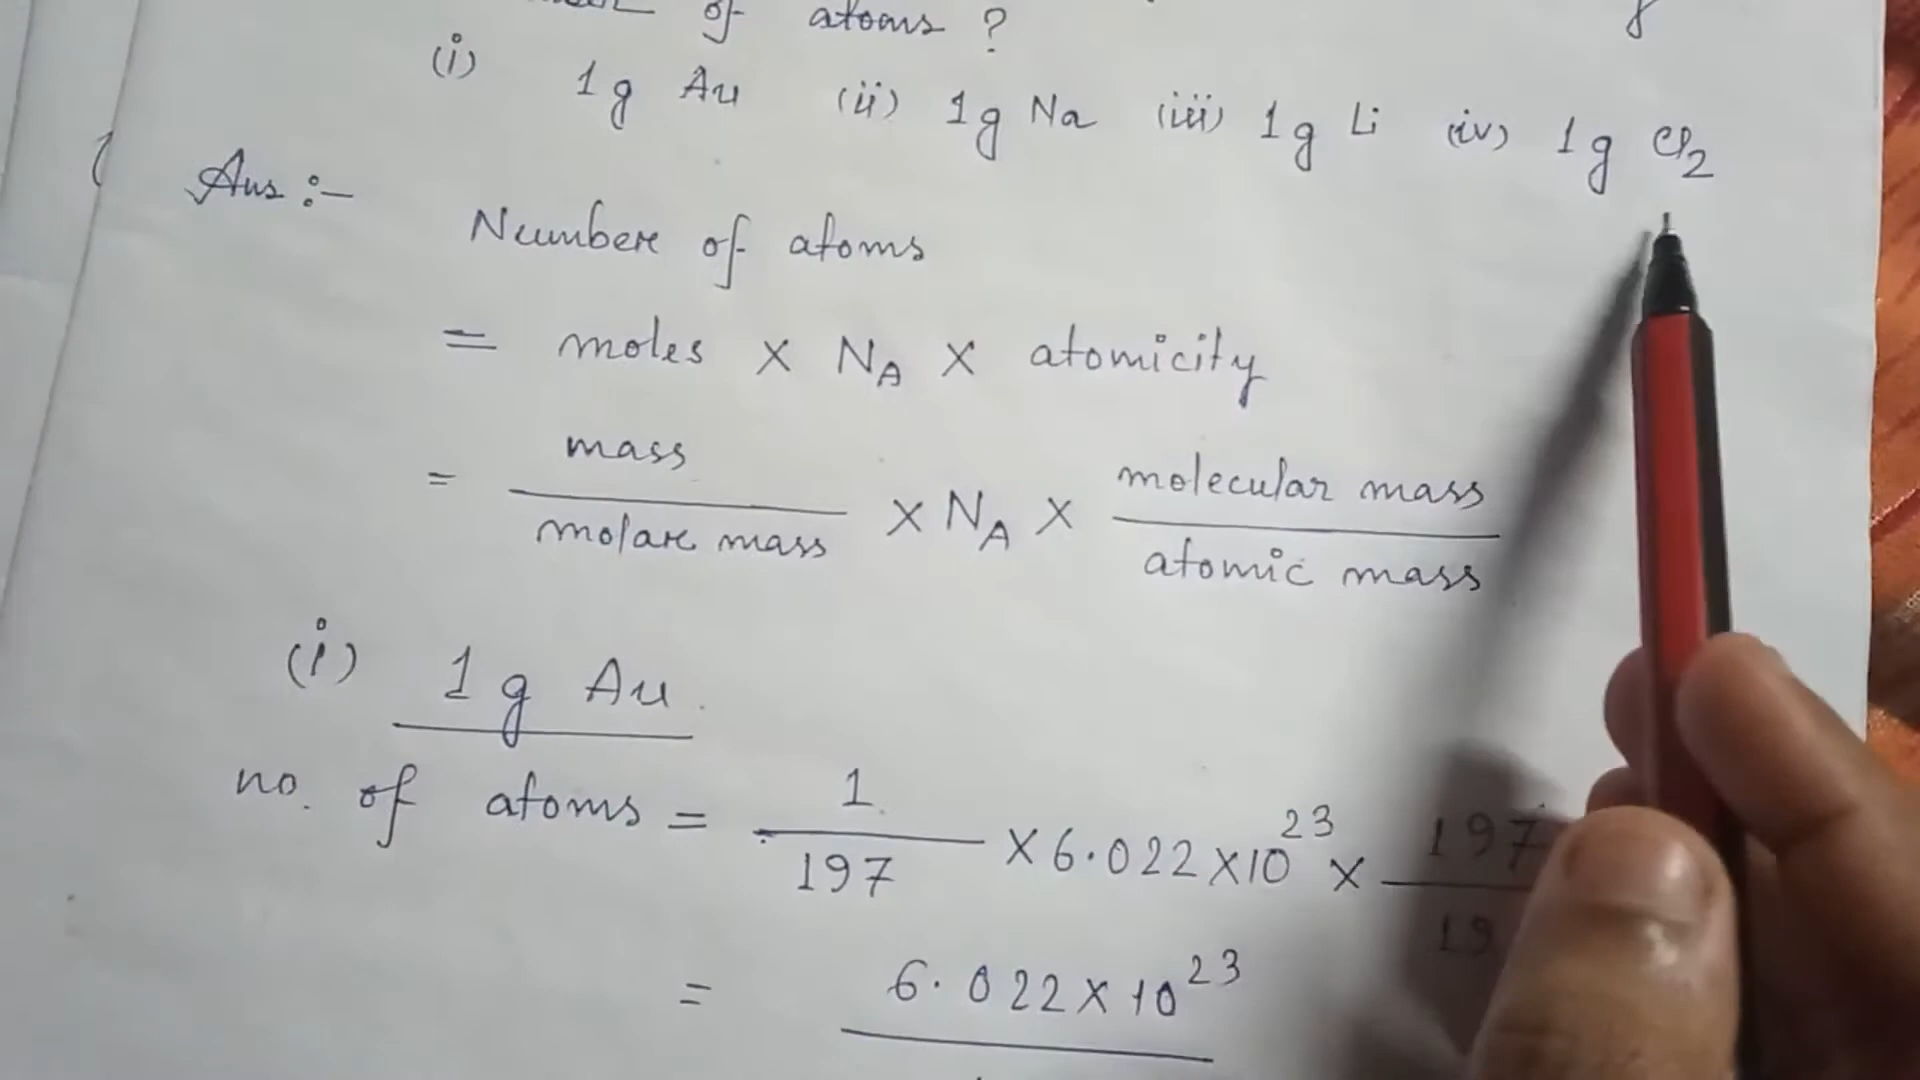 of atoms ?
(i) 1g Au (ii) 1g Na (iii) 1g Li (iv) 1g Cl2
Ans :-
Number of atoms
= moles X NA X atomicity
= mass / molar mass X NA X molecular mass / atomic mass
(i) 1g Au
no. of atoms = 1 / 197 X 6.022 X 10^23 X 197 / 19
= 6.022 X 10^23